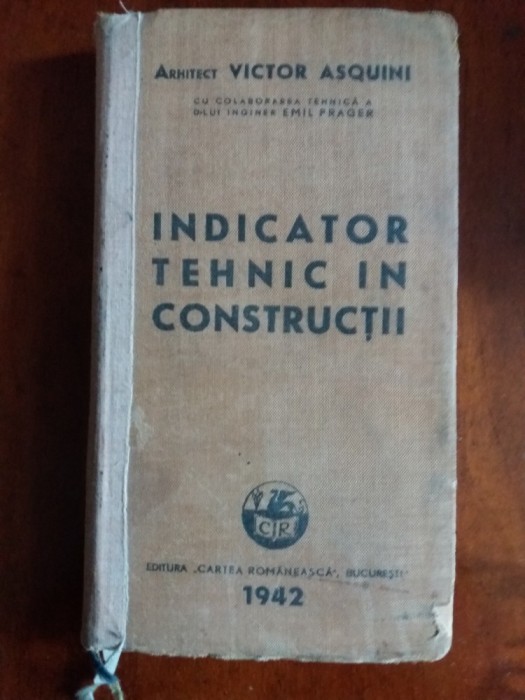 ARHITECT VICTOR ASQUINI
CU COLABORAREA TEHNICĂ A
D-LUI INGINER EMIL PRAGER
INDICATOR
TEHNIC IN
CONSTRUCȚII
CR
EDITURA „CARTEA ROMÂNEASCĂ", BUCUREȘTI
1942